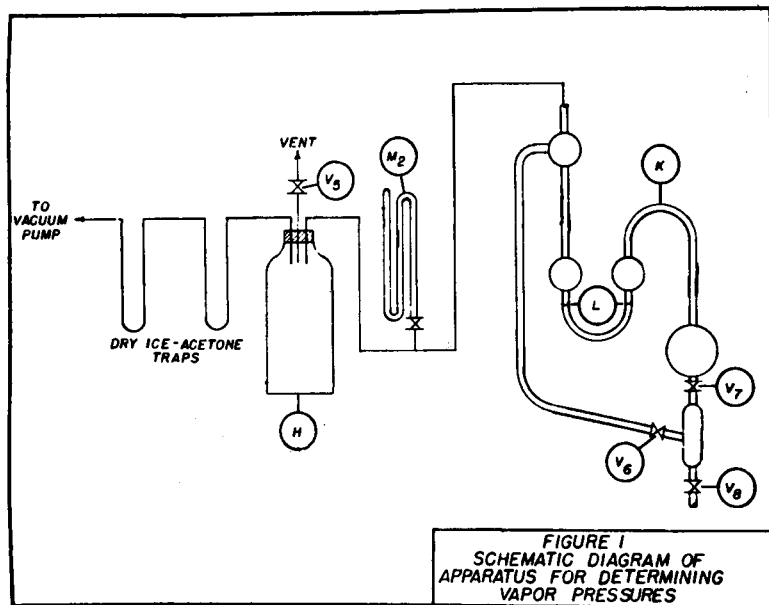 VENT
V5
M2
K
TO
VACUUM
PUMP
L
DRY ICE-ACETONE
TRAPS
V7
H
V6
V8
FIGURE 1
SCHEMATIC DIAGRAM OF
APPARATUS FOR DETERMINING
VAPOR PRESSURES